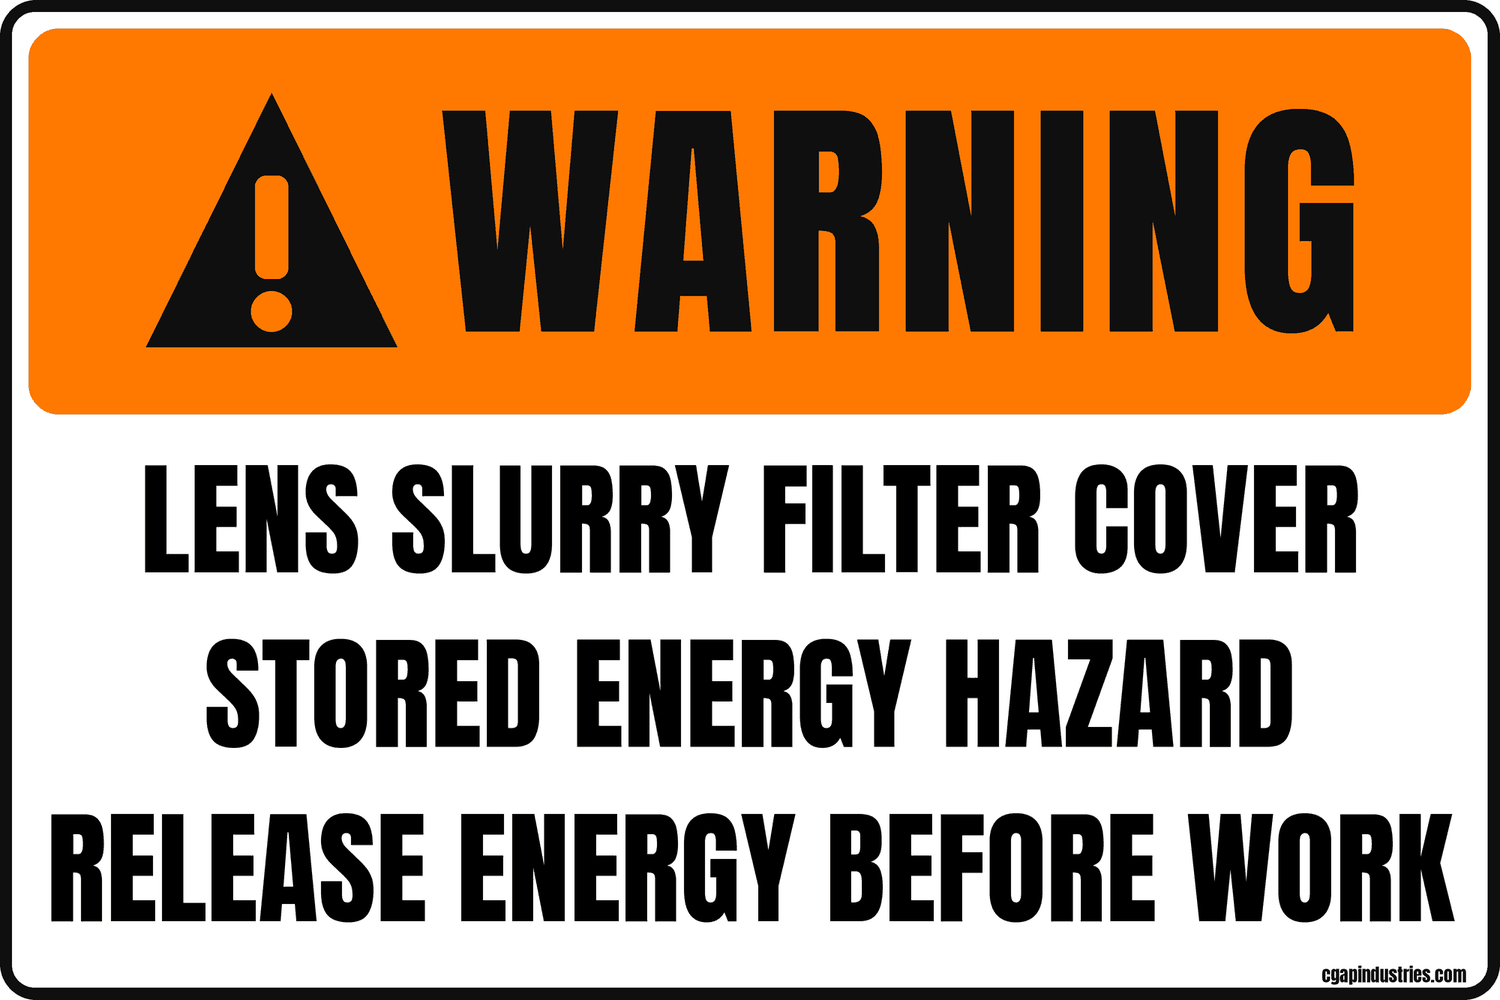 WARNING
LENS SLURRY FILTER COVER
STORED ENERGY HAZARD
RELEASE ENERGY BEFORE WORK
cgapindustries.com